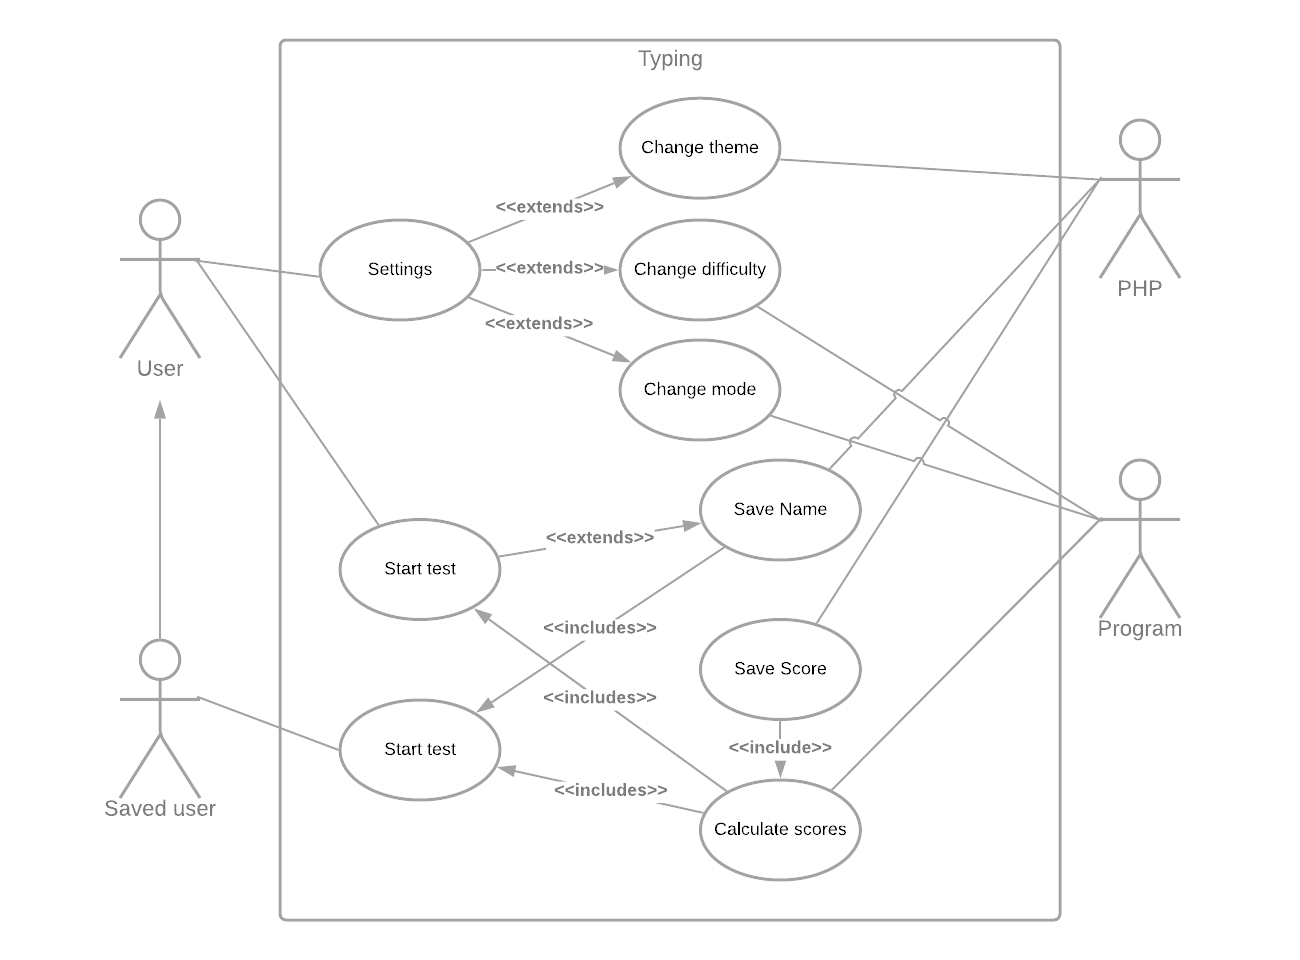 Typing
Change theme
<<extends>>
Settings
<<extends>>
Change difficulty
PHP
<<extends>>
User
Change mode
Save Name
<<extends>>
Start test
<<includes>>
Program
Save Score
<<includes>>
Start test
<<include>>
<<includes>>
Saved user
Calculate scores